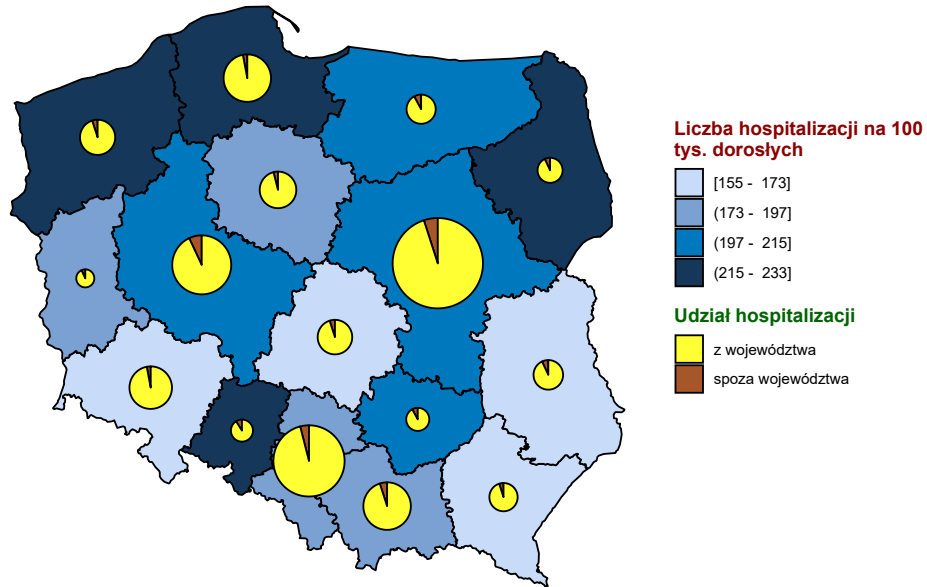 Liczba hospitalizacji na 100
tys. dorosłych
[155 - 173]
(173 - 197]
(197 - 215]
(215 - 233]
Udział hospitalizacji
z województwa
spoza województwa